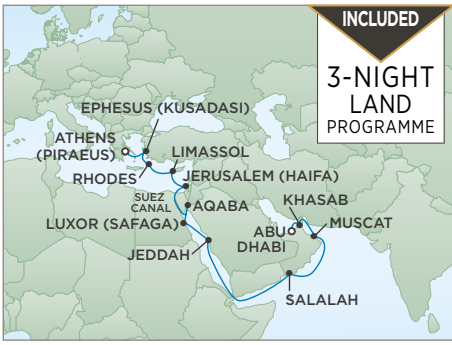 INCLUDED
3-NIGHT
LAND
PROGRAMME
EPHESUS (KUSADASI)
ATHENS
(PIRAEUS)
LIMASSOL
RHODES
JERUSALEM (HAIFA)
SUEZ
CANAL
AQABA
KHASAB
LUXOR (SAFAGA)
ABU
DHABI
MUSCAT
JEDDAH
SALALAH